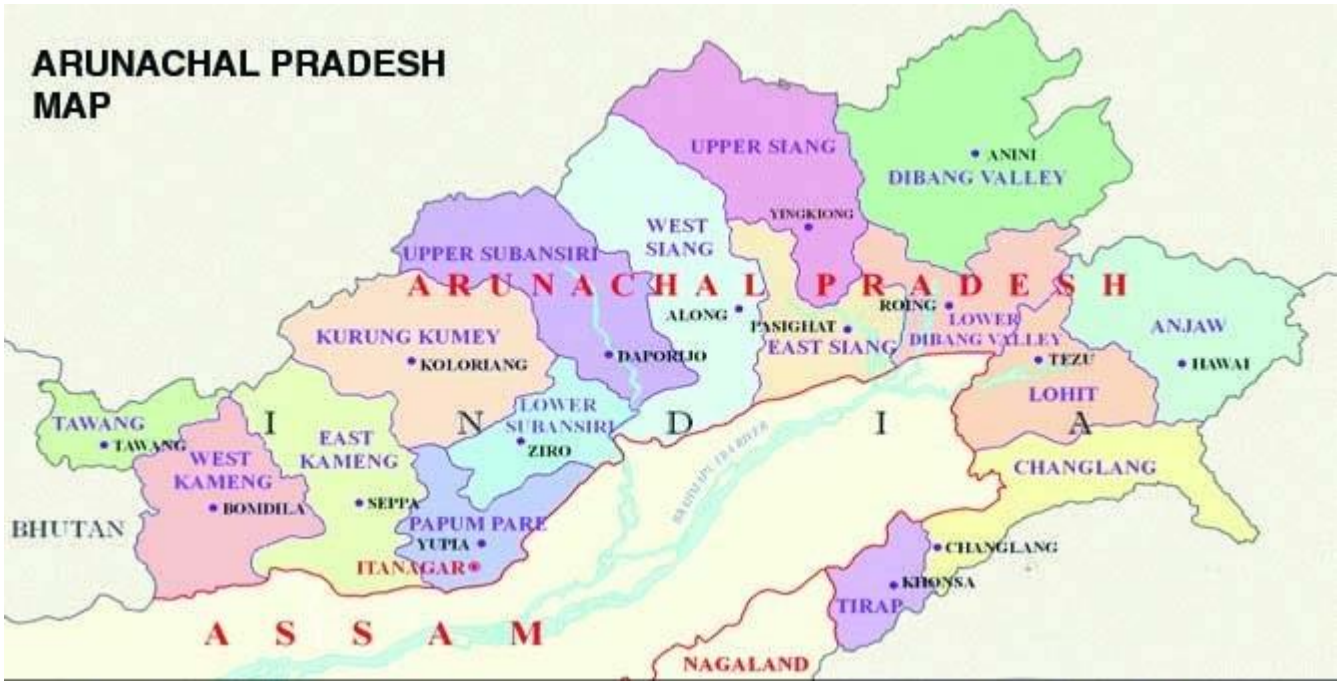 ARUNACHAL PRADESH
MAP
UPPER SIANG
ANINI
DIBANG VALLEY
YINGKIONG
WEST
SIANG
UPPER SUBANSIRI
ARUNACHAL PRADESH
ALONG
PASIGHAT
EAST SIANG
ROING
LOWER
DIBANG VALLEY
ANJAW
HAWAI
TEZU
LOHIT
KURUNG KUMEY
KOLORIANG
DAPORIJO
LOWER
SUBANSIRI
ZIRO
INDIA
TAWANG
TAWANG
WEST
KAMENG
BOMDILA
EAST
KAMENG
SEPPA
PAPUM PARE
YUPIA
ITANAGAR
BHUTAN
BRAHMAPUTRA RIVER
CHANGLANG
CHANGLANG
KHONSA
TIRAP
ASSAM
NAGALAND